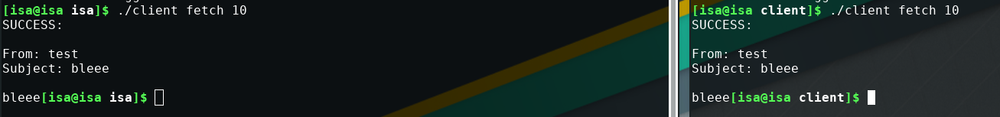 [isa@isa isa]$ ./client fetch 10
SUCCESS:
From: test
Subject: bleee
bleee[isa@isa isa]$
[isa@isa client]$ ./client fetch 10
SUCCESS:
From: test
Subject: bleee
bleee[isa@isa client]$